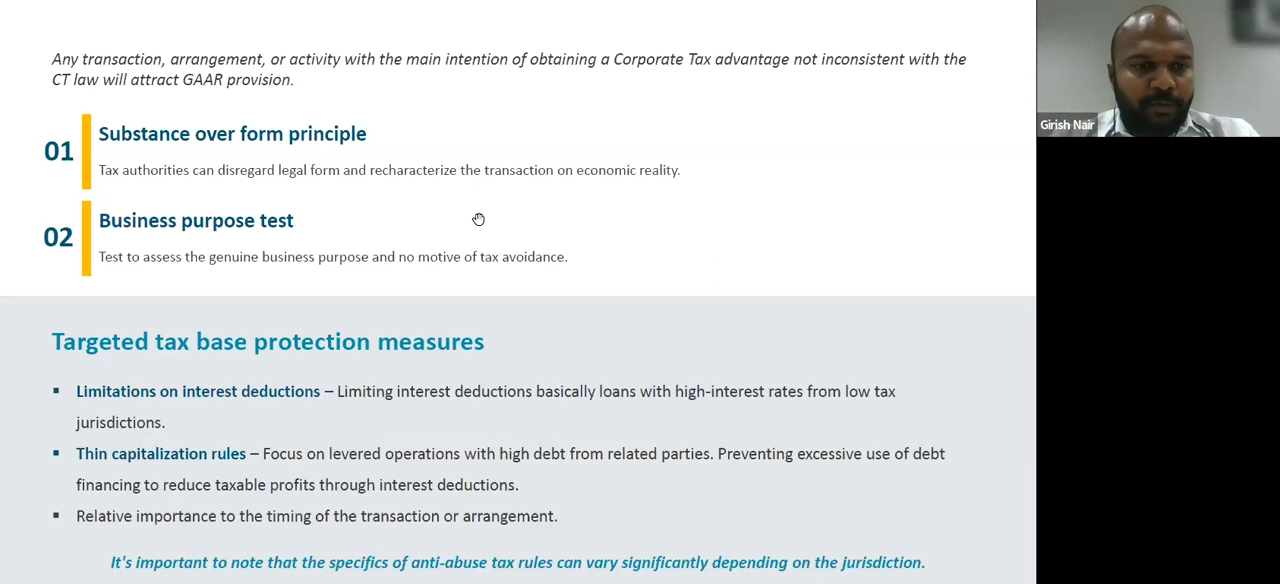 Any transaction, arrangement, or activity with the main intention of obtaining a Corporate Tax advantage not inconsistent with the
CT law will attract GAAR provision.
01
Substance over form principle
Tax authorities can disregard legal form and recharacterize the transaction on economic reality.
02
Business purpose test
Test to assess the genuine business purpose and no motive of tax avoidance.
Targeted tax base protection measures
▪ Limitations on interest deductions – Limiting interest deductions basically loans with high-interest rates from low tax
jurisdictions.
▪ Thin capitalization rules – Focus on levered operations with high debt from related parties. Preventing excessive use of debt
financing to reduce taxable profits through interest deductions.
▪ Relative importance to the timing of the transaction or arrangement.
It's important to note that the specifics of anti-abuse tax rules can vary significantly depending on the jurisdiction.
Girish Nair